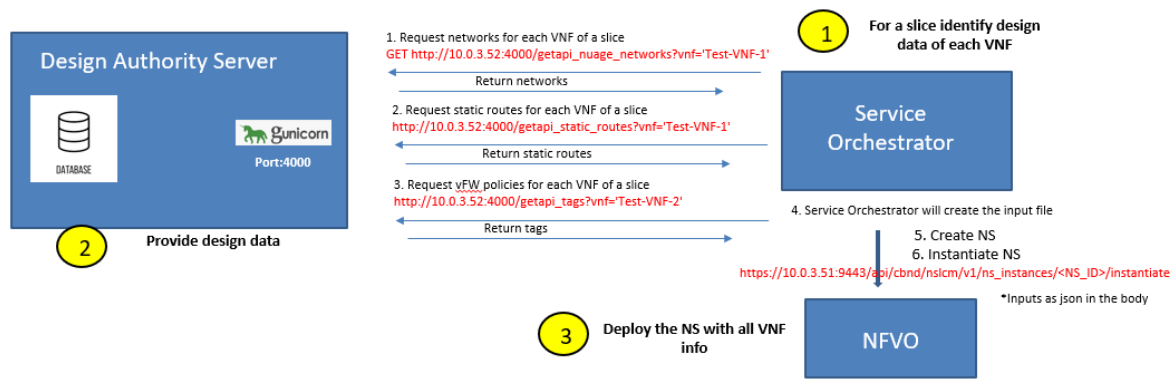 Design Authority Server
DATABASE
gunicorn
Port:4000
2
Provide design data
1. Request networks for each VNF of a slice
GET http://10.0.3.52:4000/getapi_nuage_networks?vnf='Test-VNF-1'
Return networks
2. Request static routes for each VNF of a slice
http://10.0.3.52:4000/getapi_static_routes?vnf='Test-VNF-1'
Return static routes
3. Request vFW policies for each VNF of a slice
http://10.0.3.52:4000/getapi_tags?vnf='Test-VNF-2'
Return tags
1
For a slice identify design
data of each VNF
Service
Orchestrator
4. Service Orchestrator will create the input file
5. Create NS
6. Instantiate NS
https://10.0.3.51:9443/api/cbnd/nslcm/v1/ns_instances/<NS_ID>/instantiate
*Inputs as json in the body
3
Deploy the NS with all VNF
info
NFVO